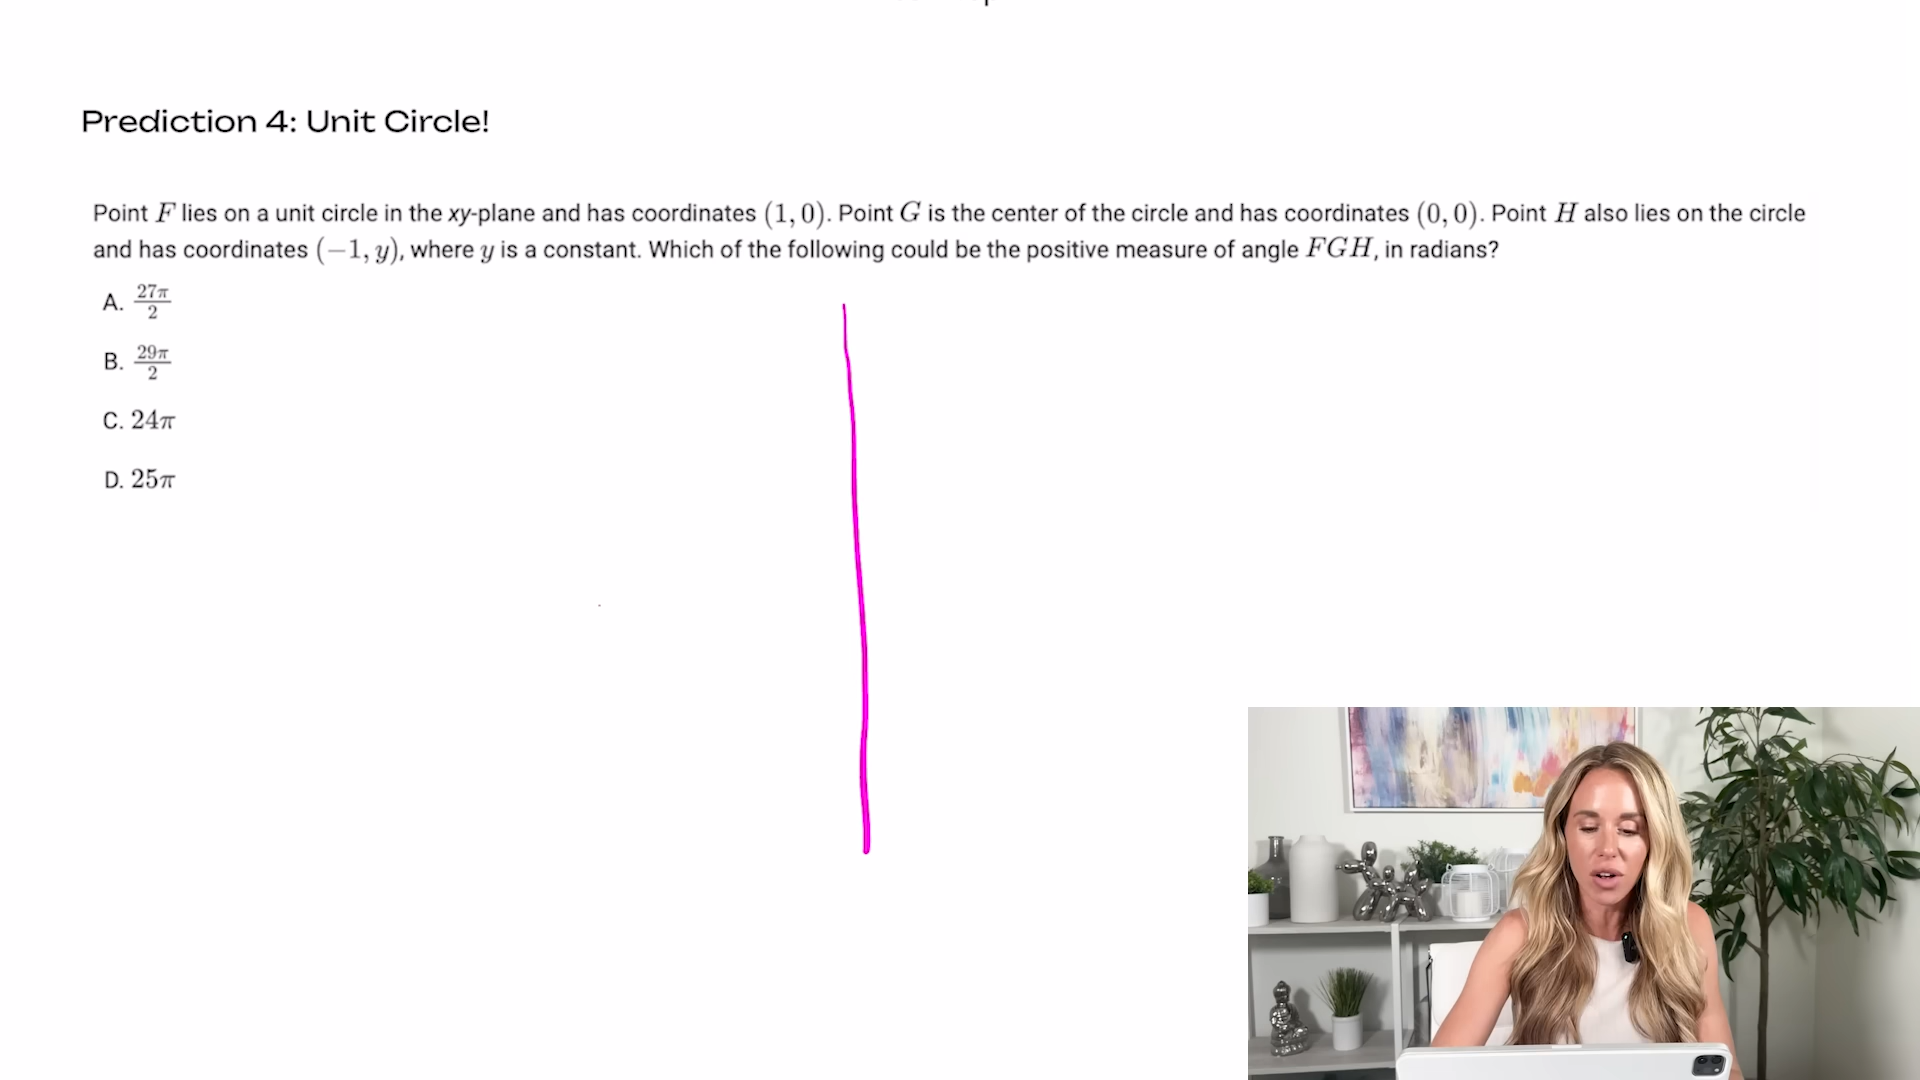 Prediction 4: Unit Circle!
Point F lies on a unit circle in the xy-plane and has coordinates (1, 0). Point G is the center of the circle and has coordinates (0, 0). Point H also lies on the circle
and has coordinates (−1, y), where y is a constant. Which of the following could be the positive measure of angle FGH, in radians?
A. 27π/2
B. 29π/2
C. 24π
D. 25π